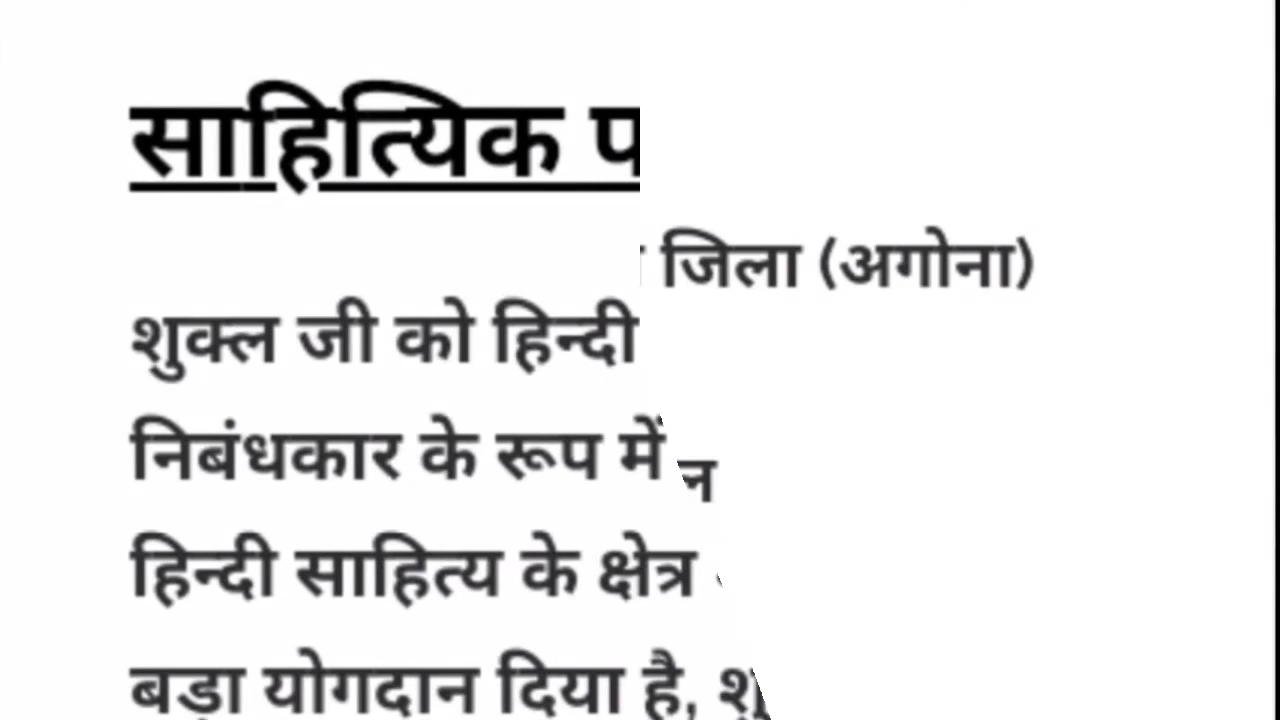 साहित्यिक
जिला (अगोना)
शुक्ल जी को हिन्दी
निबंधकार के रूप में
न
हिन्दी साहित्य के क्षेत्र
बड़ा योगदान दिया है,